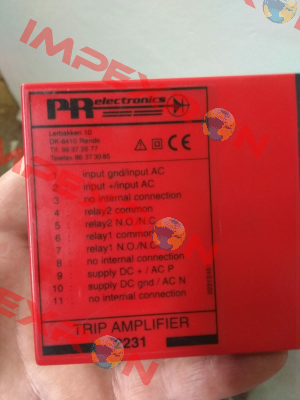 IMPEXRON
PR electronics
Lerbakken 10
DK-8410 Rønde
Tlf. 86 37 26 77
Telefax 86 37 30 85
CE
1 : input gnd/input AC
2 : input +/input AC
3 : no internal connection
4 : relay2 common
5 : relay2 N.O./N.C.
6 : relay1 common
7 : relay1 N.O./N.C.
8 : no internal connection
9 : supply DC + / AC P
10 : supply DC gnd / AC N
11 : no internal connection
TRIP AMPLIFIER
2231